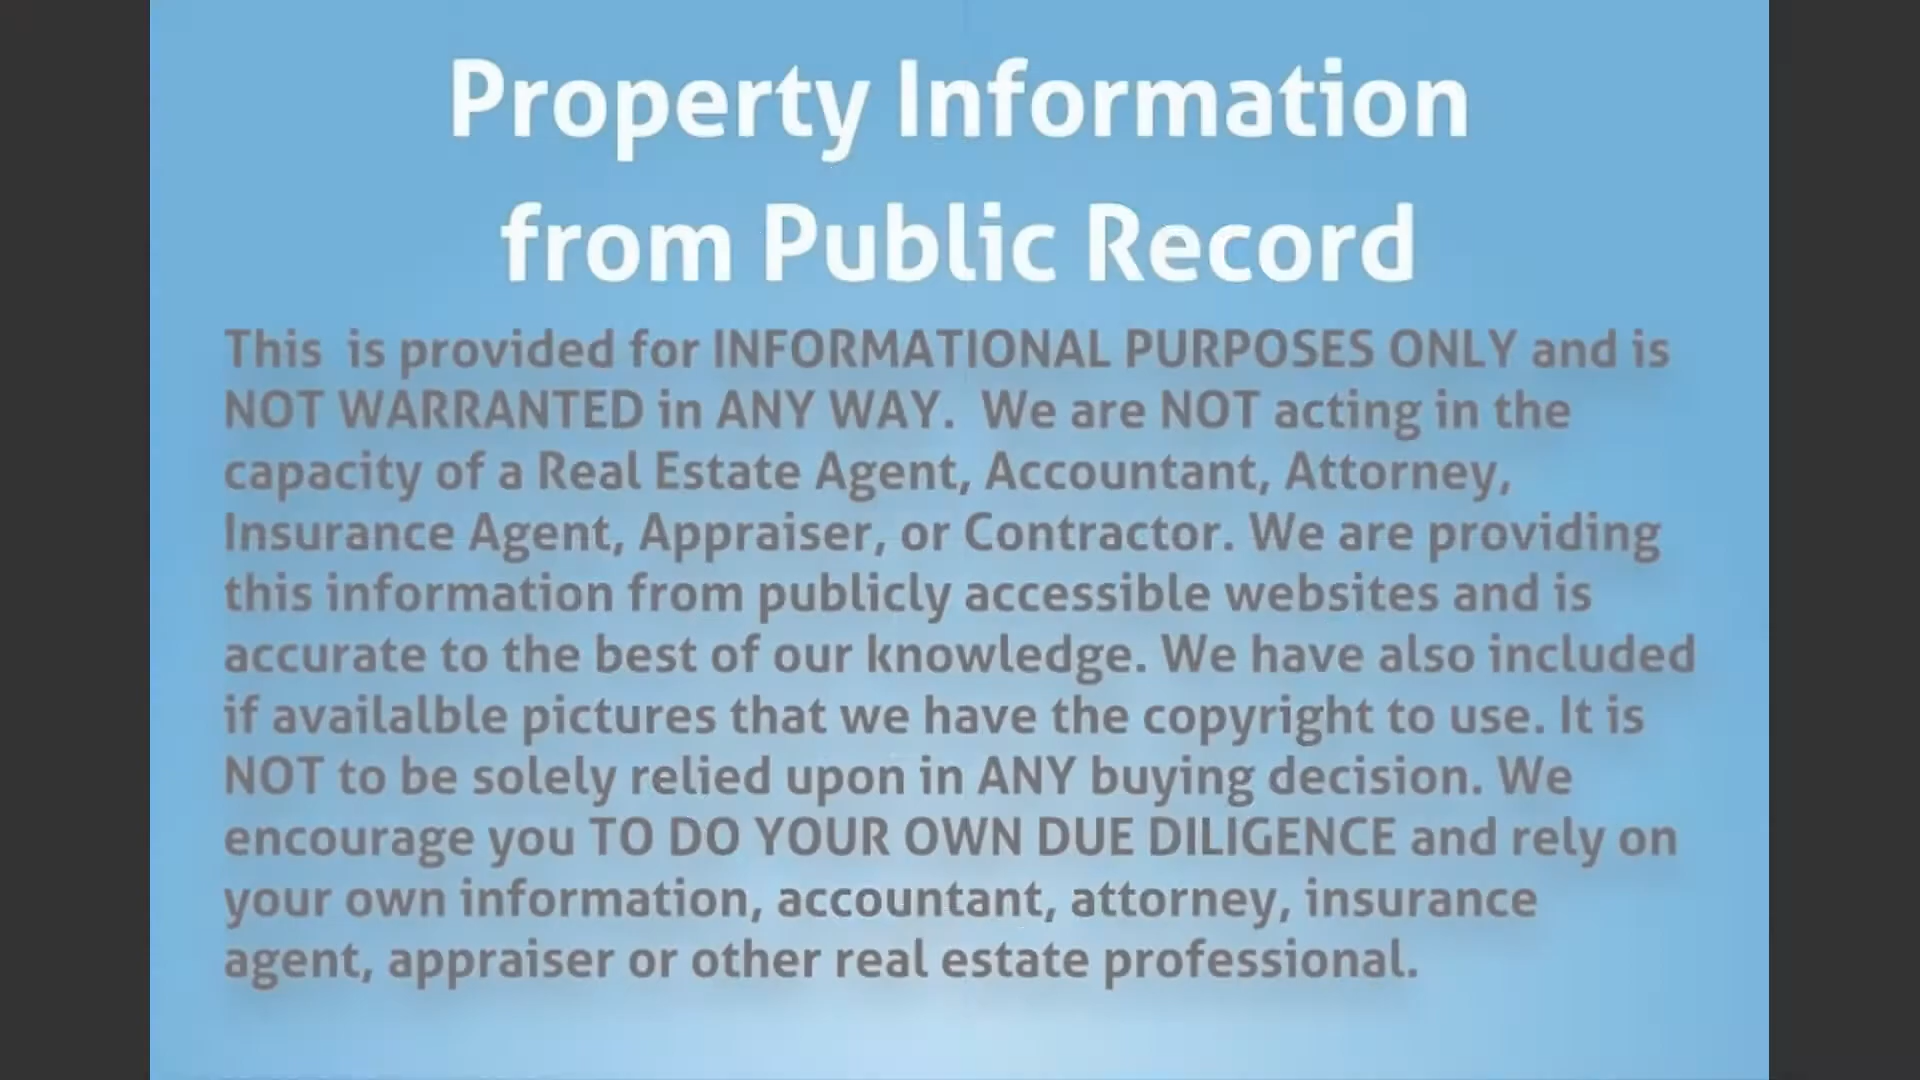 Property Information
from Public Record
This  is provided for INFORMATIONAL PURPOSES ONLY and is
NOT WARRANTED in ANY WAY.  We are NOT acting in the
capacity of a Real Estate Agent, Accountant, Attorney,
Insurance Agent, Appraiser, or Contractor. We are providing
this information from publicly accessible websites and is
accurate to the best of our knowledge. We have also included
if availalble pictures that we have the copyright to use. It is
NOT to be solely relied upon in ANY buying decision. We
encourage you TO DO YOUR OWN DUE DILIGENCE and rely on
your own information, accountant, attorney, insurance
agent, appraiser or other real estate professional.